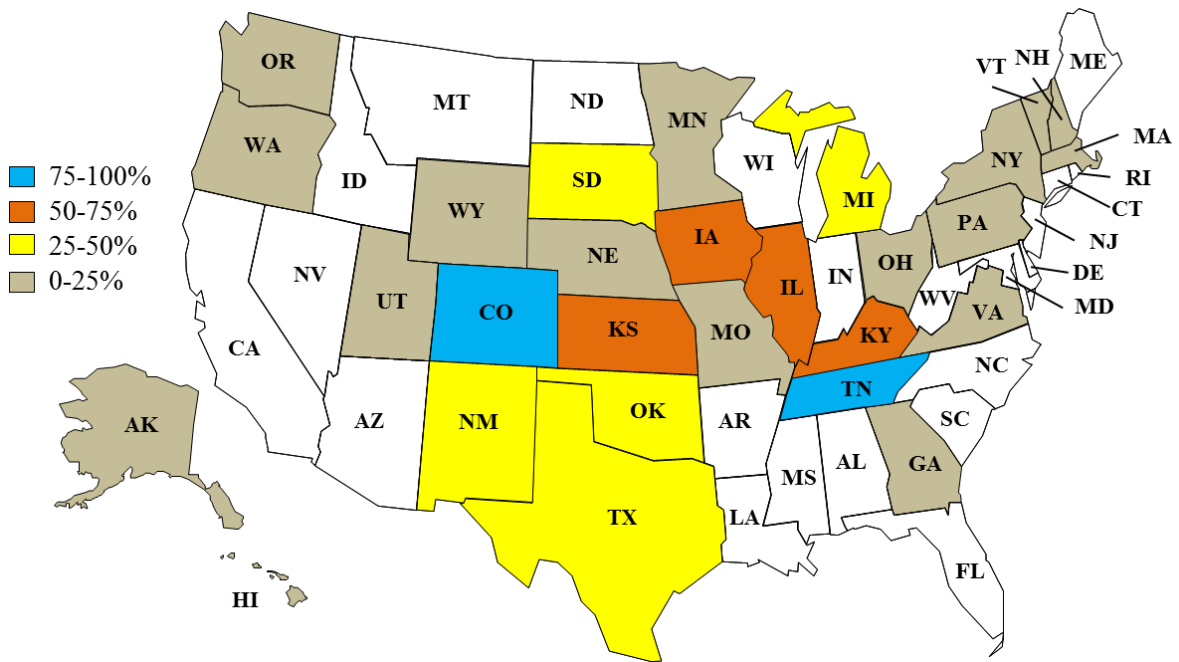 NH
VT
ME
OR
MT
ND
MN
MA
WA
WI
NY
RI
75-100%
ID
SD
CT
50-75%
WY
MI
PA
NJ
25-50%
IA
NE
OH
DE
0-25%
NV
IN
UT
IL
WV
MD
CO
VA
KS
MO
KY
CA
NC
TN
AZ
NM
OK
AR
SC
AK
GA
AL
MS
TX
LA
FL
HI